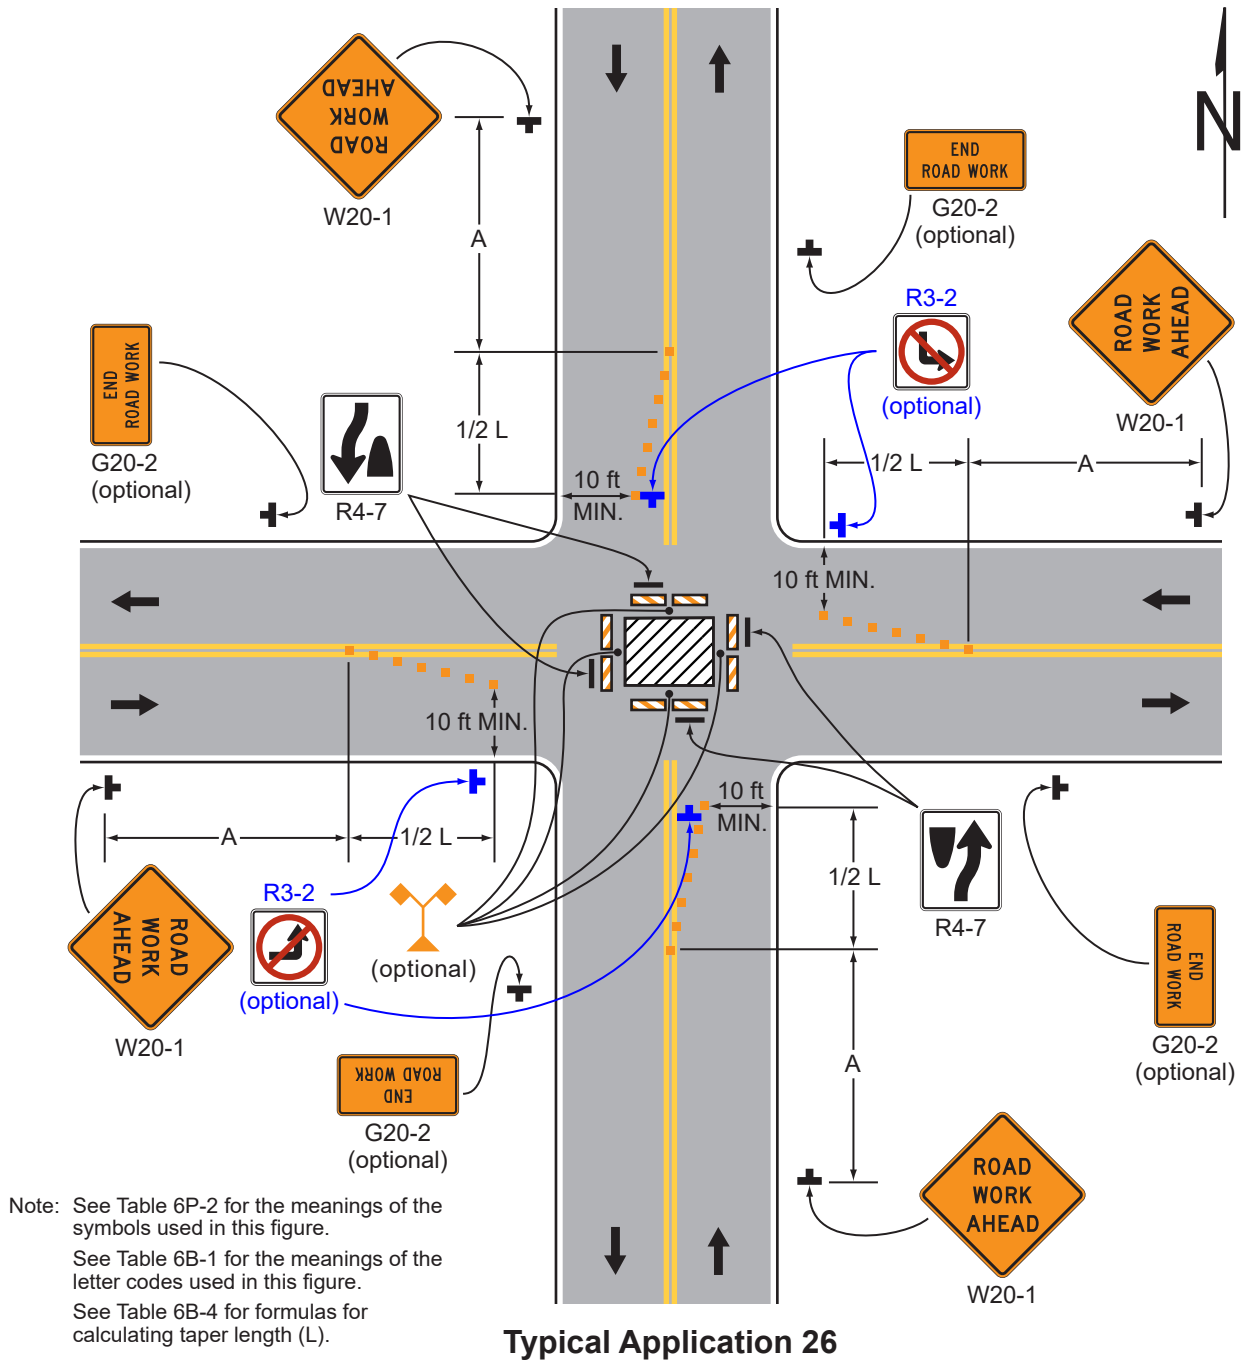 ROAD
WORK
AHEAD
W20-1
N
END
ROAD WORK
G20-2
(optional)
A
R3-2
(optional)
ROAD
WORK
AHEAD
W20-1
END
ROAD WORK
G20-2
(optional)
R4-7
1/2 L
10 ft
MIN.
1/2 L
A
10 ft MIN.
10 ft MIN.
A
1/2 L
10 ft
MIN.
1/2 L
R3-2
(optional)
(optional)
R4-7
ROAD
WORK
AHEAD
W20-1
END
ROAD WORK
G20-2
(optional)
END
ROAD WORK
G20-2
(optional)
A
ROAD
WORK
AHEAD
W20-1
Note: See Table 6P-2 for the meanings of the
symbols used in this figure.
See Table 6B-1 for the meanings of the
letter codes used in this figure.
See Table 6B-4 for formulas for
calculating taper length (L).
Typical Application 26